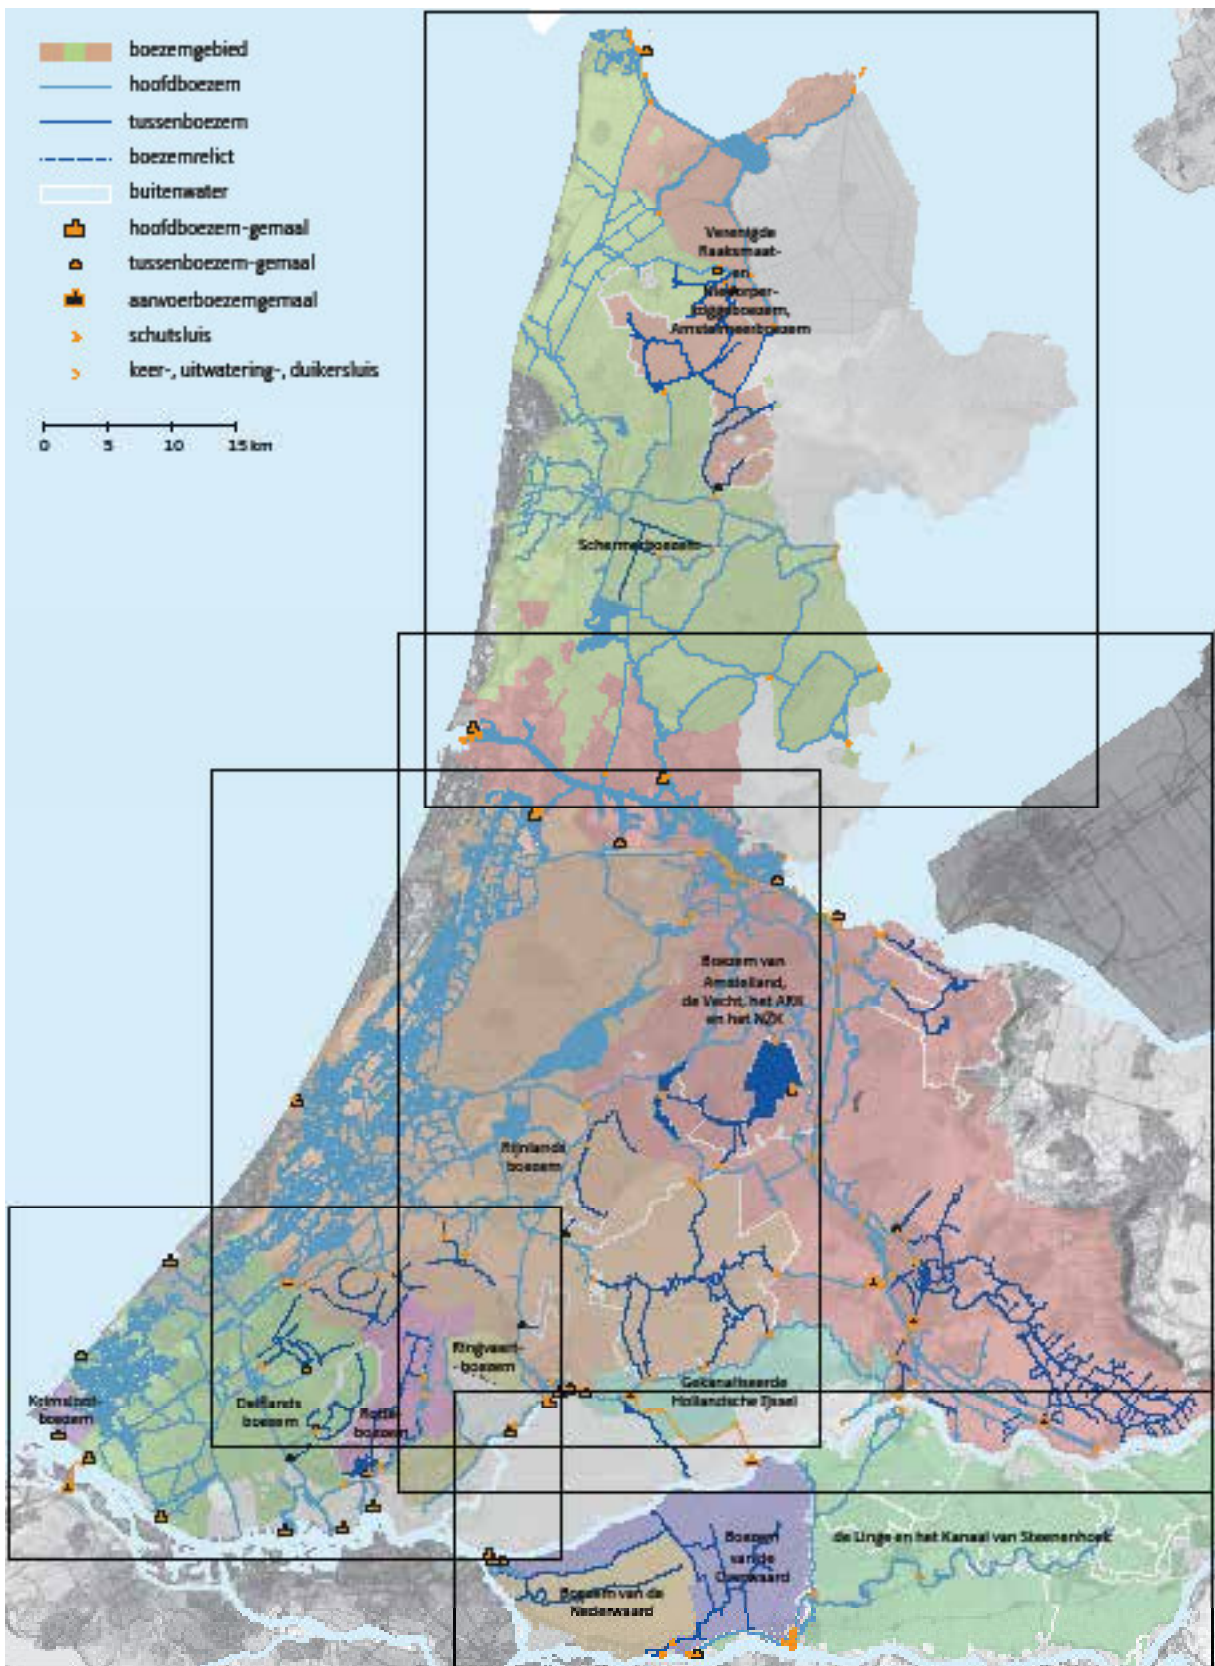 boezemgebied
hoofdboezem
tussenboezem
boezemrelict
buitenwater
hoofdboezem-gemaal
tussenboezem-gemaal
aanvoerboezemgemaal
schutsluis
keer-, uitwatering-, duikersluis
0 5 10 15 km
Verenigde
Raaksmaat-
en
Niedorper-
koggeboezem,
Amstelmeerboezem
Schermerboezem
Boezem van
Amstelland,
de Vecht, het ARK
en het NZK
Rijnlands
boezem
Ringvaart-
-boezem
Gekanaliseerde
Hollandsche IJssel
Delflands
boezem
Rotte-
boezem
boezem
Boezem
van de
Overwaard
de Linge en het Kanaal van Steenenhoek
Boezem van de
Nederwaard